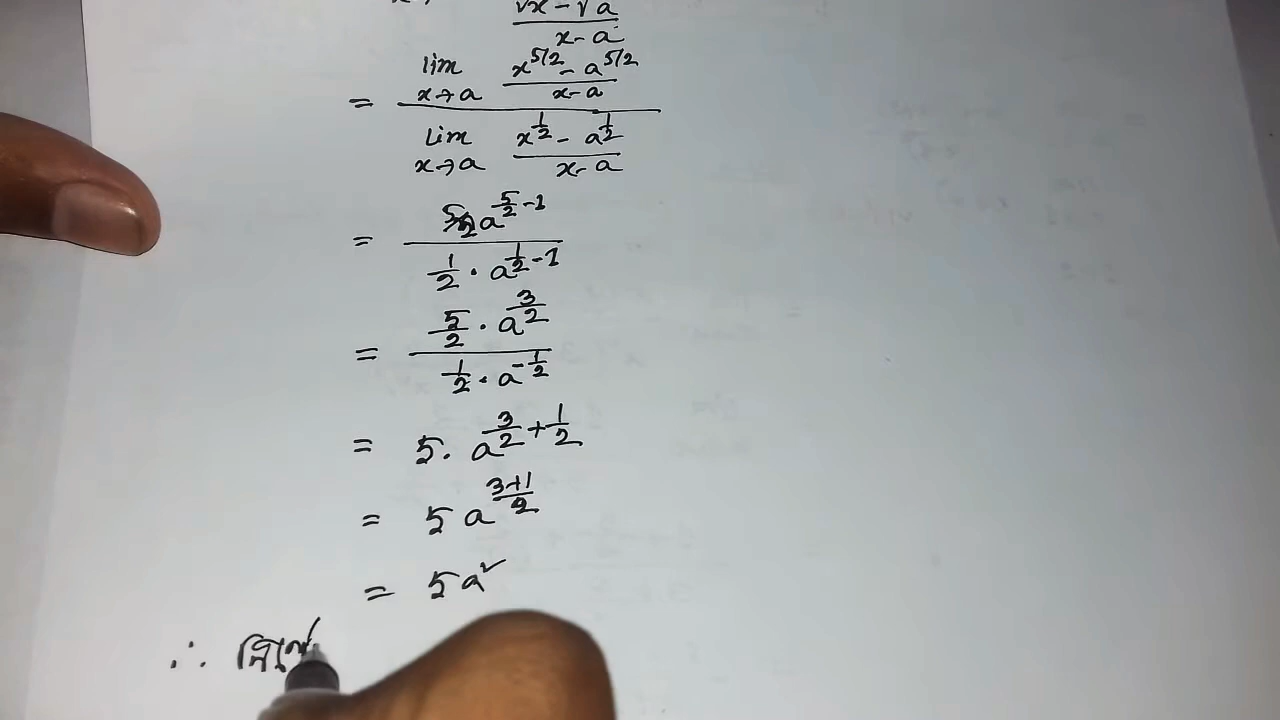 √x - √a / x - a
= lim x→a (x^5/2 - a^5/2 / x - a) / lim x→a (x^1/2 - a^1/2 / x - a)
= 5/2 a^(5/2 - 1) / 1/2 · a^(1/2 - 1)
= 5/2 · a^3/2 / 1/2 · a^-1/2
= 5 · a^(3/2 + 1/2)
= 5 a^(3+1/2)
= 5 a²
∴